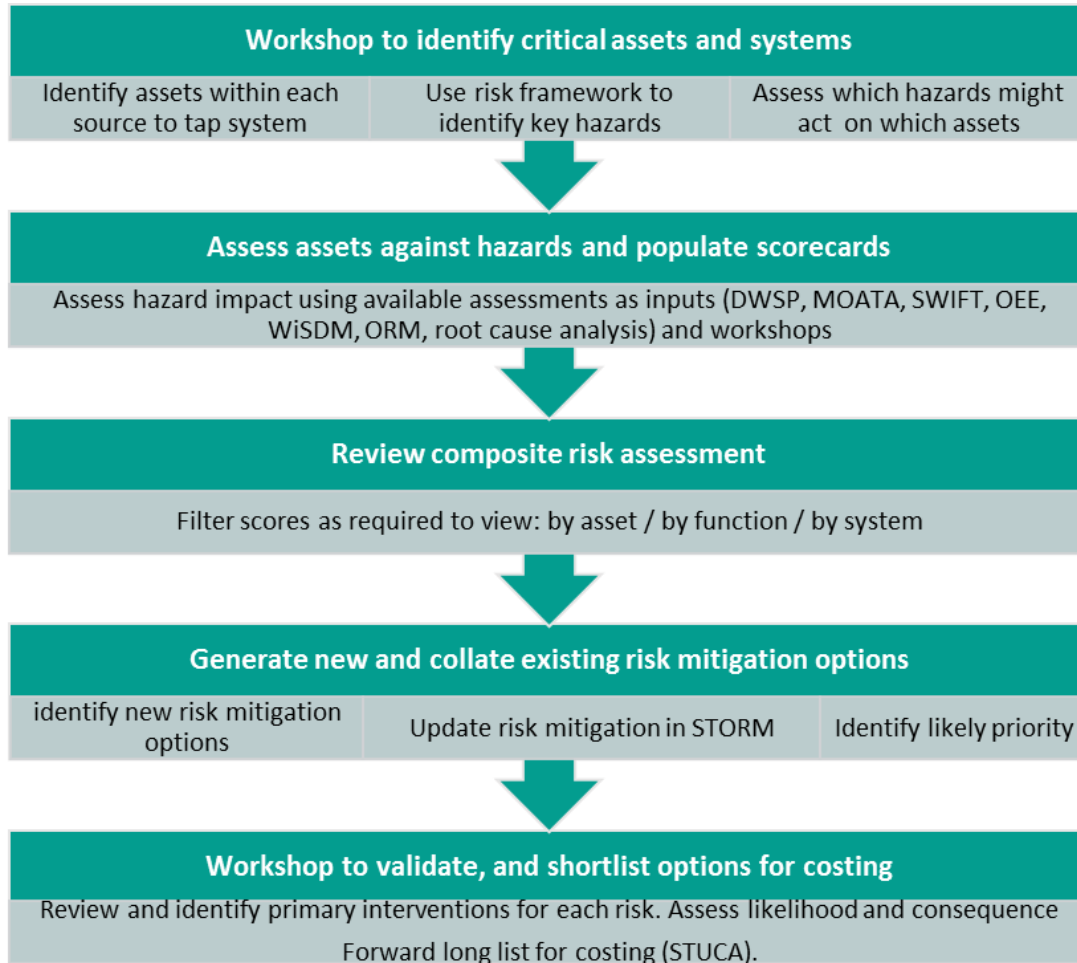 Workshop to identify critical assets and systems
Identify assets within each
source to tap system
Use risk framework to
identify key hazards
Assess which hazards might
act on which assets
Assess assets against hazards and populate scorecards
Assess hazard impact using available assessments as inputs (DWSP, MOATA, SWIFT, OEE,
WiSDM, ORM, root cause analysis) and workshops
Review composite risk assessment
Filter scores as required to view: by asset / by function / by system
Generate new and collate existing risk mitigation options
identify new risk mitigation
options
Update risk mitigation in STORM
Identify likely priority
Workshop to validate, and shortlist options for costing
Review and identify primary interventions for each risk. Assess likelihood and consequence
Forward long list for costing (STUCA).